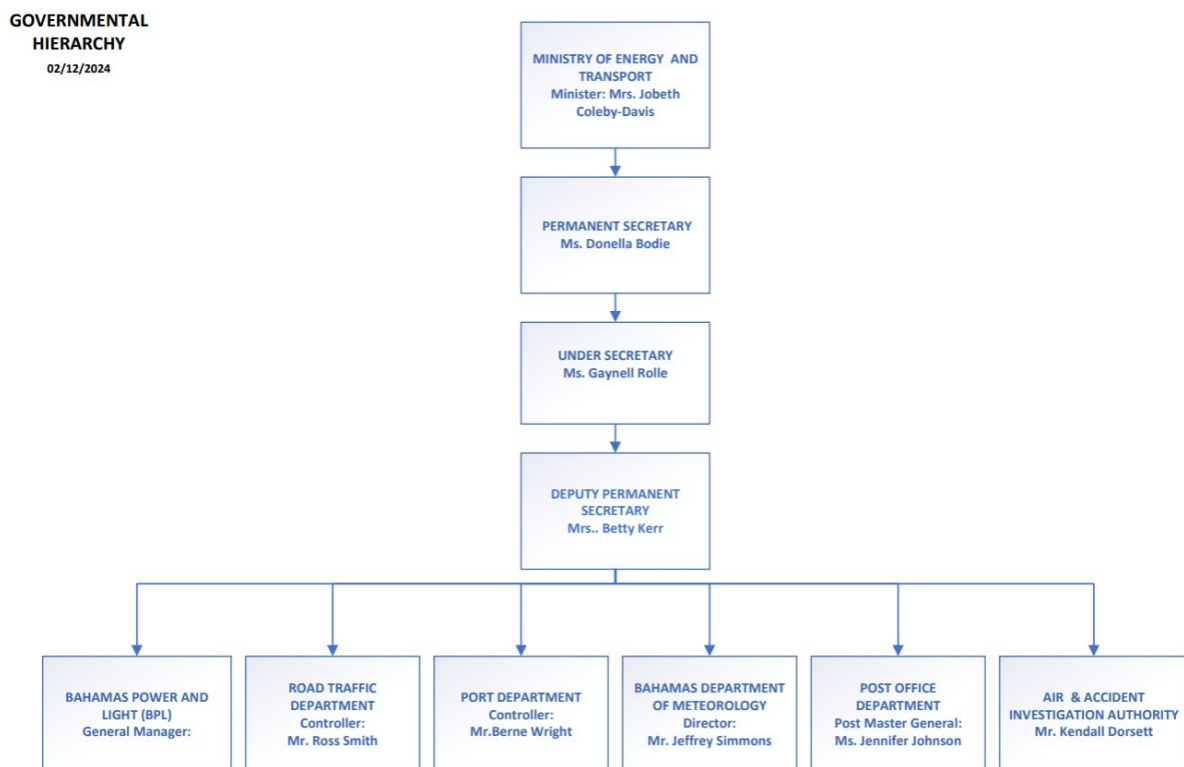 GOVERNMENTAL
HIERARCHY
02/12/2024
MINISTRY OF ENERGY AND
TRANSPORT
Minister: Mrs. Jobeth
Coleby-Davis
PERMANENT SECRETARY
Ms. Donella Bodie
UNDER SECRETARY
Ms. Gaynell Rolle
DEPUTY PERMANENT
SECRETARY
Mrs.. Betty Kerr
BAHAMAS POWER AND
LIGHT (BPL)
General Manager:
ROAD TRAFFIC
DEPARTMENT
Controller:
Mr. Ross Smith
PORT DEPARTMENT
Controller:
Mr.Berne Wright
BAHAMAS DEPARTMENT
OF METEOROLOGY
Director:
Mr. Jeffrey Simmons
POST OFFICE
DEPARTMENT
Post Master General:
Ms. Jennifer Johnson
AIR & ACCIDENT
INVESTIGATION AUTHORITY
Mr. Kendall Dorsett